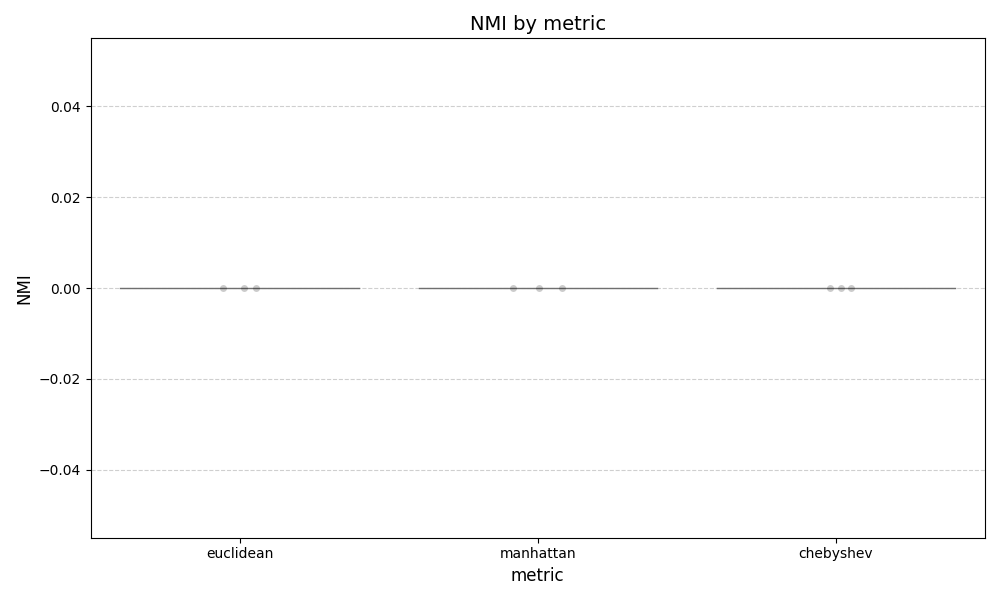 NMI by metric
0.04
0.02
0.00
−0.02
−0.04
NMI
euclidean manhattan chebyshev
metric